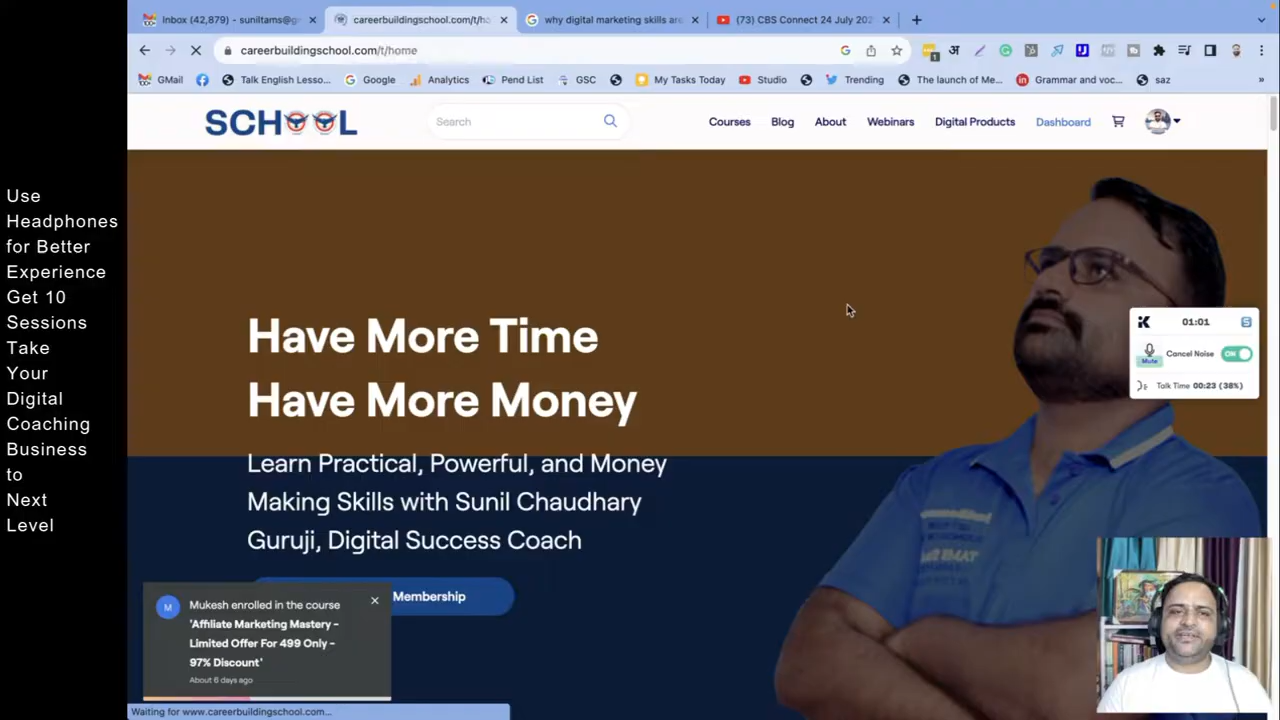 Inbox (42,879) - suniltams@g
careerbuildingschool.com/t/ho
why digital marketing skills are
(73) CBS Connect 24 July 202
careerbuildingschool.com/t/home
GMail
Talk English Lesso...
Google
Analytics
Pend List
GSC
My Tasks Today
Studio
Trending
The launch of Me...
Grammar and voc...
saz
»
SCHOOL
Search
Courses
Blog
About
Webinars
Digital Products
Dashboard
Use
Headphones
for Better
Experience
Get 10
Sessions
Take
Your
Digital
Coaching
Business
to
Next
Level
Have More Time
Have More Money
Learn Practical, Powerful, and Money
Making Skills with Sunil Chaudhary
Guruji, Digital Success Coach
Membership
01:01
Mute
Cancel Noise
ON
Talk Time 00:23 (38%)
M
Mukesh enrolled in the course
'Affiliate Marketing Mastery -
Limited Offer For 499 Only -
97% Discount'
About 6 days ago
Waiting for www.careerbuildingschool.com...